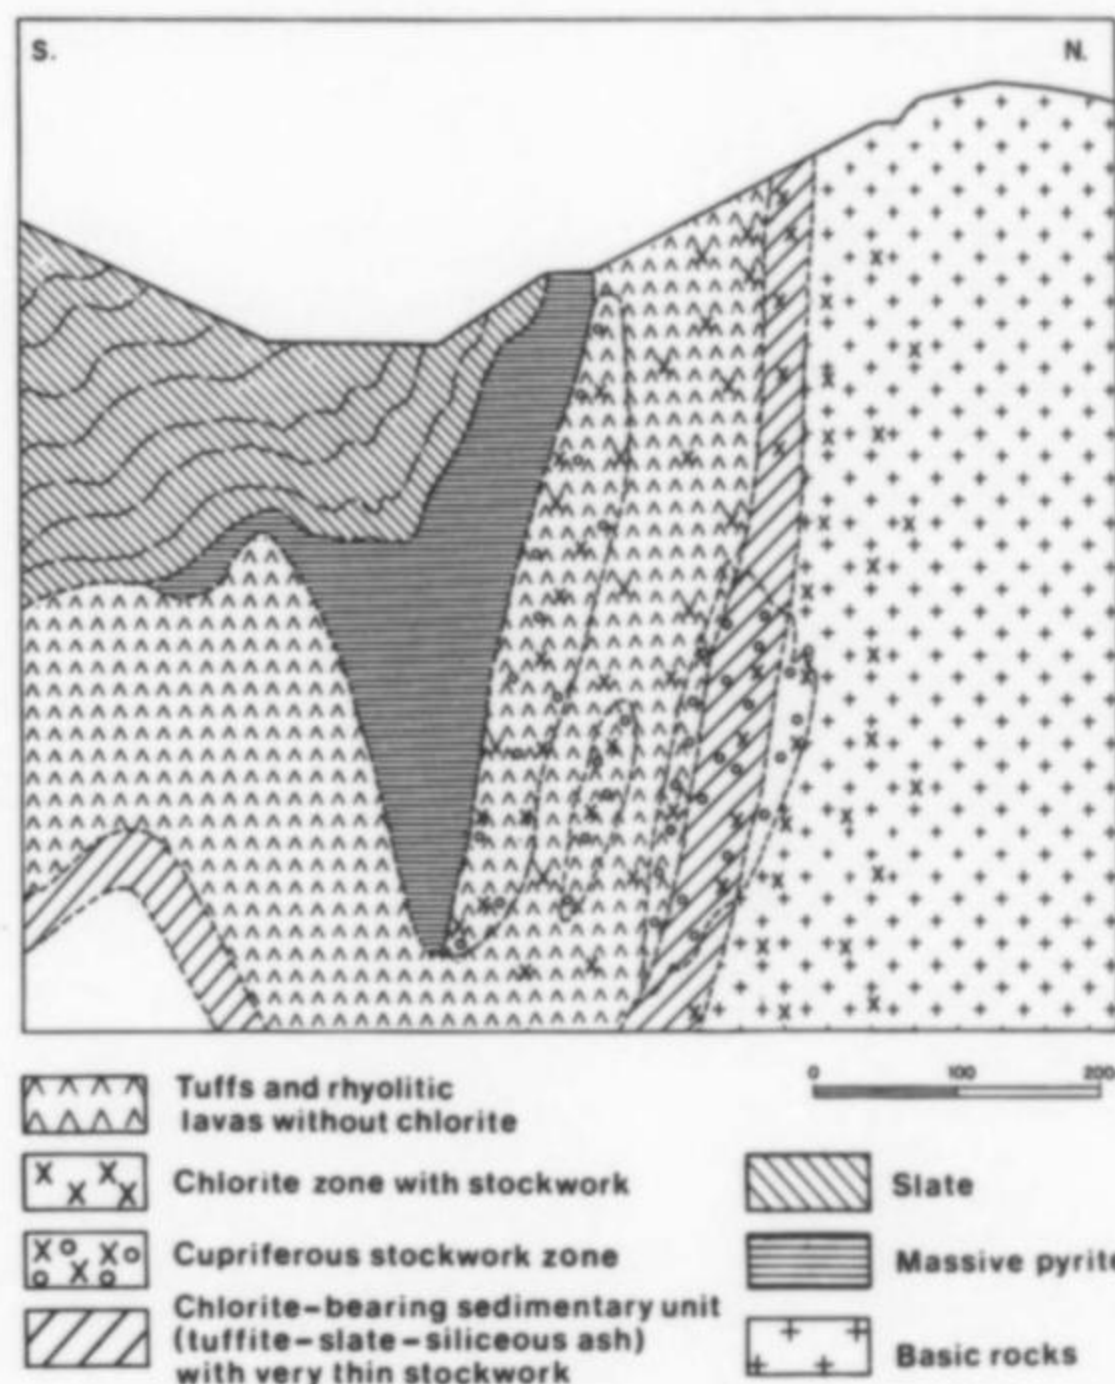 S.
N.
Tuffs and rhyolitic
lavas without chlorite
0 100 200
Chlorite zone with stockwork
Slate
Cupriferous stockwork zone
Massive pyrite
Chlorite-bearing sedimentary unit
(tuffite-slate-siliceous ash)
with very thin stockwork
Basic rocks